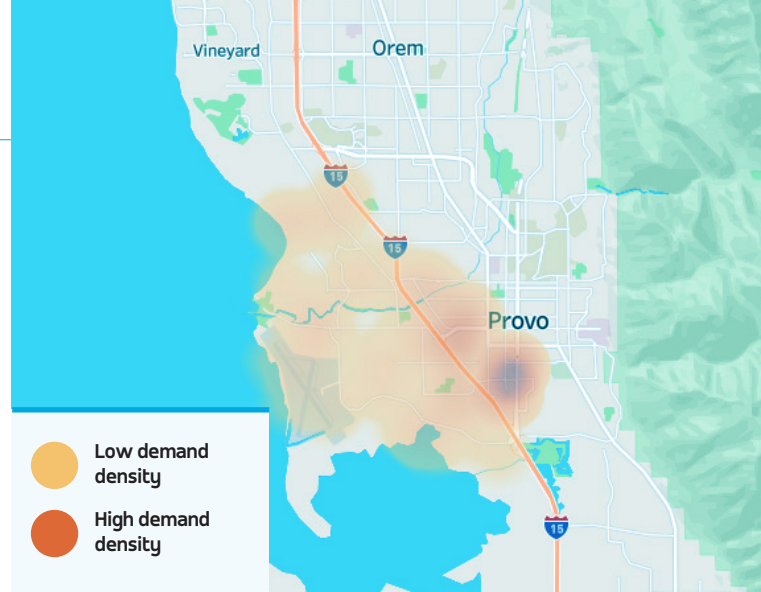 Vineyard
Orem
15
15
Provo
Low demand
density
High demand
density
15